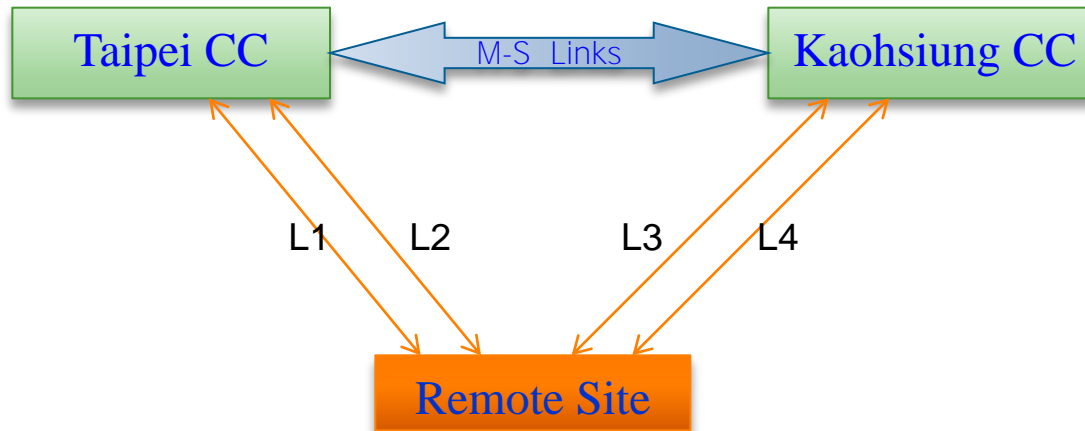 Taipei CC
M-S Links
Kaohsiung CC
L1
L2
L3
L4
Remote Site